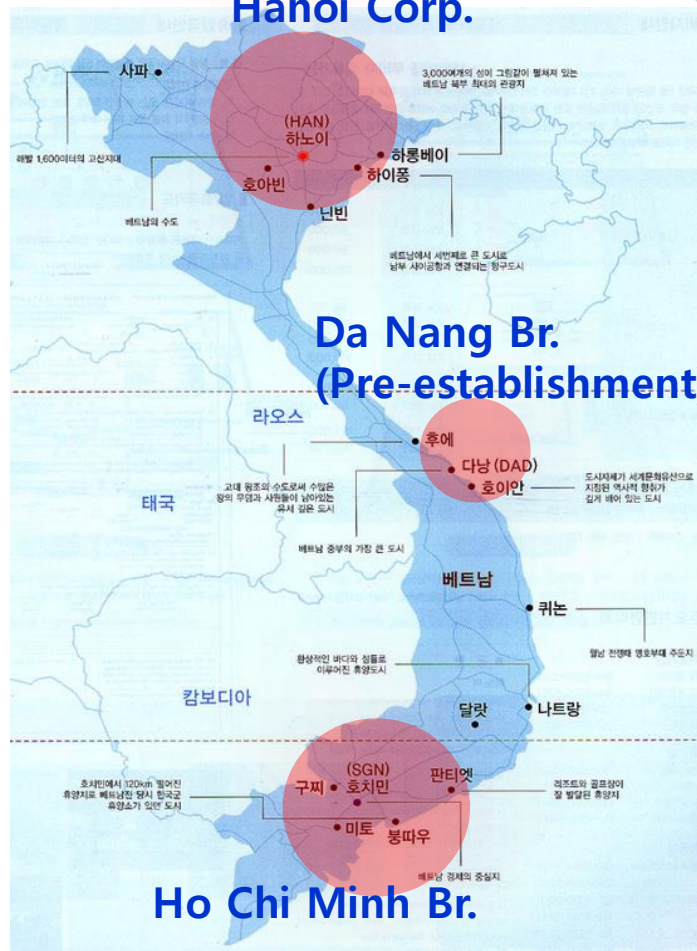 Hanoi Corp.
사파
3,000여개의 섬이 그림같이 펼쳐져 있는
베트남 북부 최대의 관광지
(HAN)
하노이
하롱베이
해발 1,600미터의 고산지대
호아빈
하이퐁
베트남의 수도
닌빈
베트남에서 세번째로 큰 도시로
남부 사이공항과 연결되는 항구도시
Da Nang Br.
(Pre-establishment
라오스
후에
다낭 (DAD)
호이안
고대 왕조의 수도로써 수많은
왕의 무덤과 사원들이 남아있는
유서 깊은 도시
도시자체가 세계문화유산으로
지정된 역사적 향취가
깊게 배어 있는 도시
태국
베트남 중부의 가장 큰 도시
베트남
퀴논
월남 전쟁때 맹호부대 주둔지
환상적인 바다와 섬들로
이루어진 휴양도시
캄보디아
달랏
나트랑
(SGN)
호치민
구찌
판티엣
호치민에서 120km 떨어진
휴양지로 베트남전 당시 한국군
휴양소가 있던 도시
리조트와 골프장이
잘 발달된 휴양지
미토
붕따우
베트남 경제의 중심지
Ho Chi Minh Br.